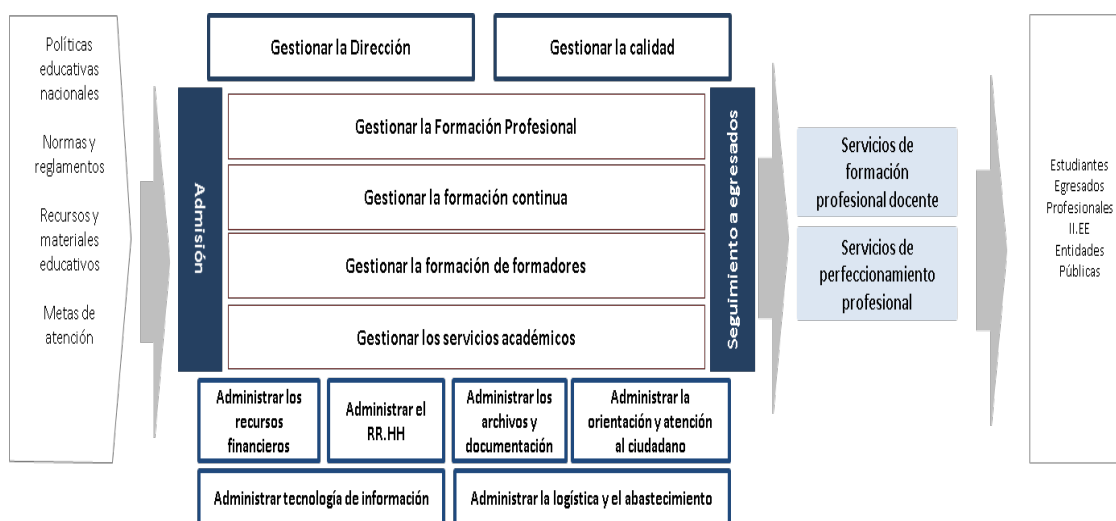 Políticas
educativas
nacionales
Normas y
reglamentos
Recursos y
materiales
educativos
Metas de
atención
Gestionar la Dirección
Gestionar la calidad
Admisión
Gestionar la Formación Profesional
Gestionar la formación continua
Gestionar la formación de formadores
Gestionar los servicios académicos
Seguimiento a egresados
Administrar los
recursos
financieros
Administrar el
RR.HH
Administrar los
archivos y
documentación
Administrar la
orientación y atención
al ciudadano
Administrar tecnología de información
Administrar la logística y el abastecimiento
Servicios de
formación
profesional docente
Servicios de
perfeccionamiento
profesional
Estudiantes
Egresados
Profesionales
II.EE
Entidades
Públicas